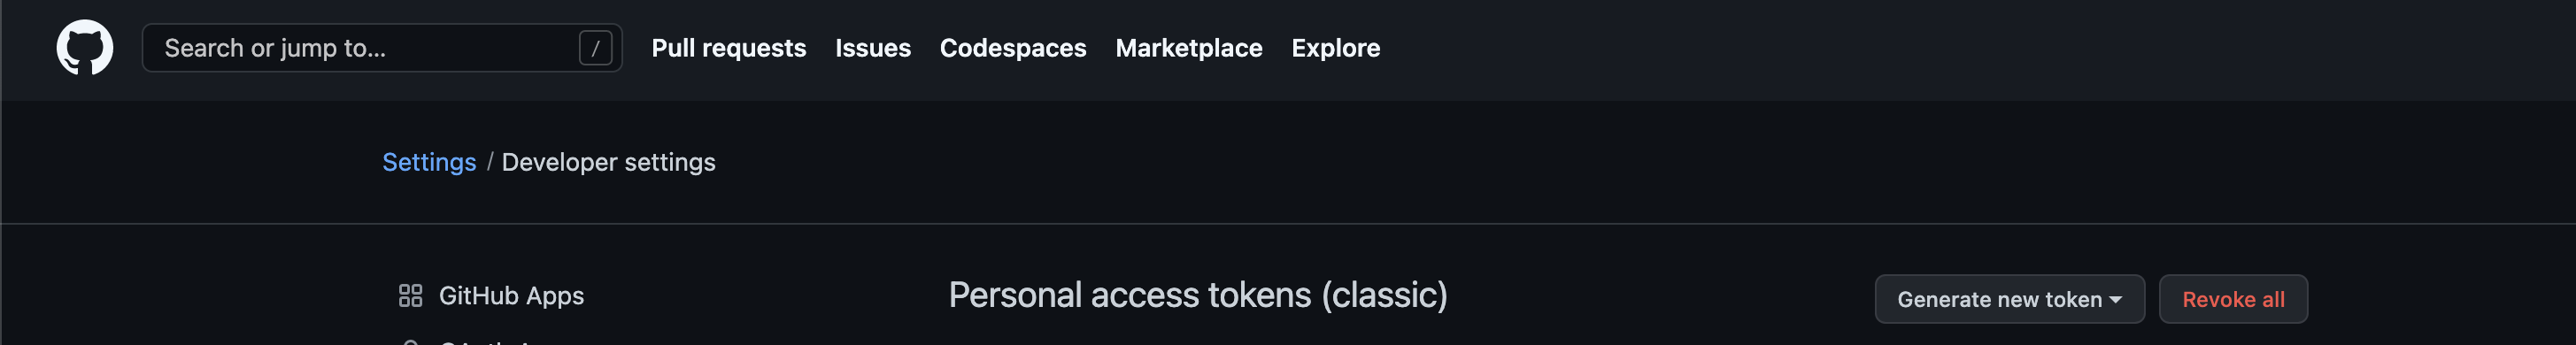 Search or jump to... /
Pull requests Issues Codespaces Marketplace Explore
Settings / Developer settings
GitHub Apps
Personal access tokens (classic)
Generate new token
Revoke all